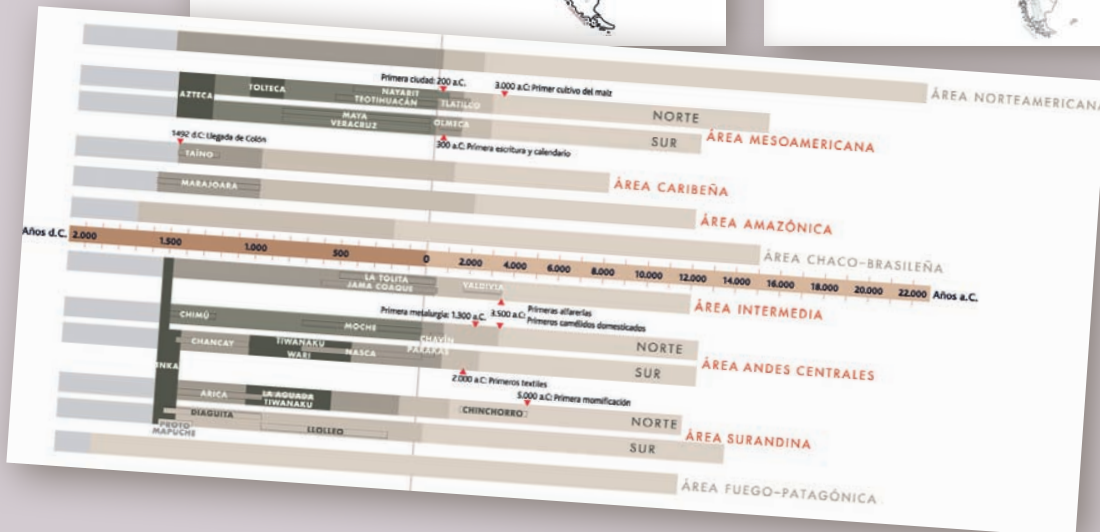 ÁREA NORTEAMERICANA
Primera ciudad: 200 a.C.
3.000 a.C: Primer cultivo del maíz
AZTECA
TOLTECA
NAYARIT
TEOTIHUACÁN
TLATILCO
NORTE
MAYA
VERACRUZ
OLMECA
SUR
ÁREA MESOAMERICANA
1492 d.C: Llegada de Colón
300 a.C: Primera escritura y calendario
TAÍNO
ÁREA CARIBEÑA
MARAJOARA
ÁREA AMAZÓNICA
ÁREA CHACO-BRASILEÑA
Años d.C. 2.000 1.500 1.000 500 0 2.000 4.000 6.000 8.000 10.000 12.000 14.000 16.000 18.000 20.000 22.000 Años a.C.
LA TOLITA
JAMA COAQUE
VALDIVIA
ÁREA INTERMEDIA
Primera metalurgia: 1.300 a.C.
3.500 a.C: Primeras alfarerías
Primeros camélidos domesticados
CHIMÚ
MOCHE
CHAVÍN
NORTE
CHANCAY
TIWANAKU
WARI
NASCA
PARAKAS
SUR
ÁREA ANDES CENTRALES
INKA
2.000 a.C: Primeros textiles
5.000 a.C: Primera momificación
ARICA
LA AGUADA
TIWANAKU
CHINCHORRO
NORTE
DIAGUITA
LLOLLEO
SUR
ÁREA SURANDINA
PROTO
MAPUCHE
ÁREA FUEGO-PATAGÓNICA